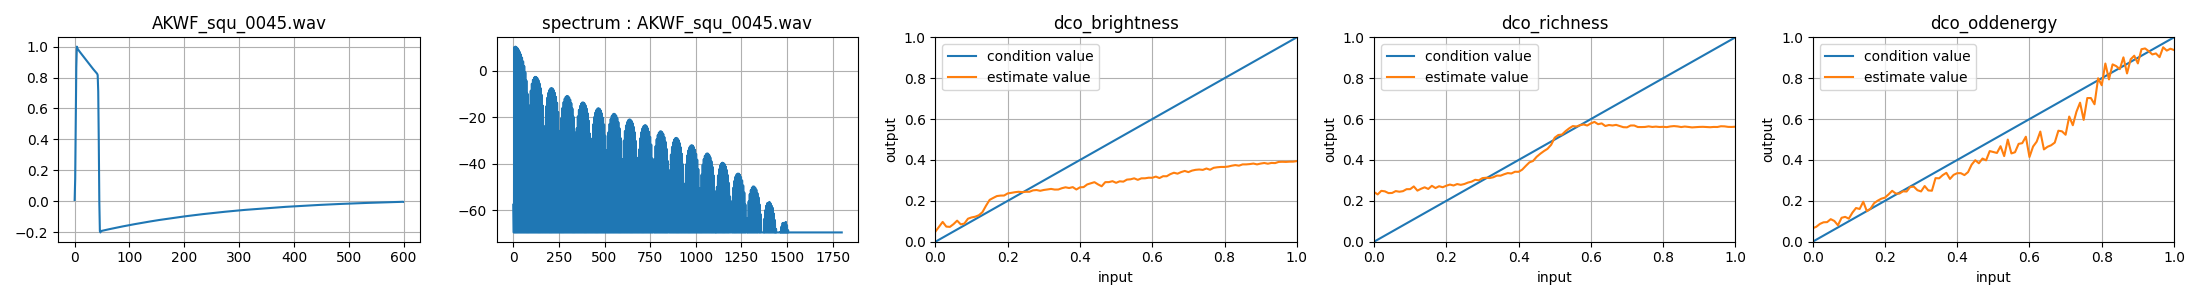 AKWF_squ_0045.wav
1.0
0.8
0.6
0.4
0.2
0.0
−0.2
0 100 200 300 400 500 600
spectrum : AKWF_squ_0045.wav
0
−20
−40
−60
0 250 500 750 1000 1250 1500 1750
dco_brightness
condition value
estimate value
output
1.0
0.8
0.6
0.4
0.2
0.0
0.0 0.2 0.4 0.6 0.8 1.0
input
dco_richness
condition value
estimate value
output
1.0
0.8
0.6
0.4
0.2
0.0
0.0 0.2 0.4 0.6 0.8 1.0
input
dco_oddenergy
condition value
estimate value
output
1.0
0.8
0.6
0.4
0.2
0.0
0.0 0.2 0.4 0.6 0.8 1.0
input